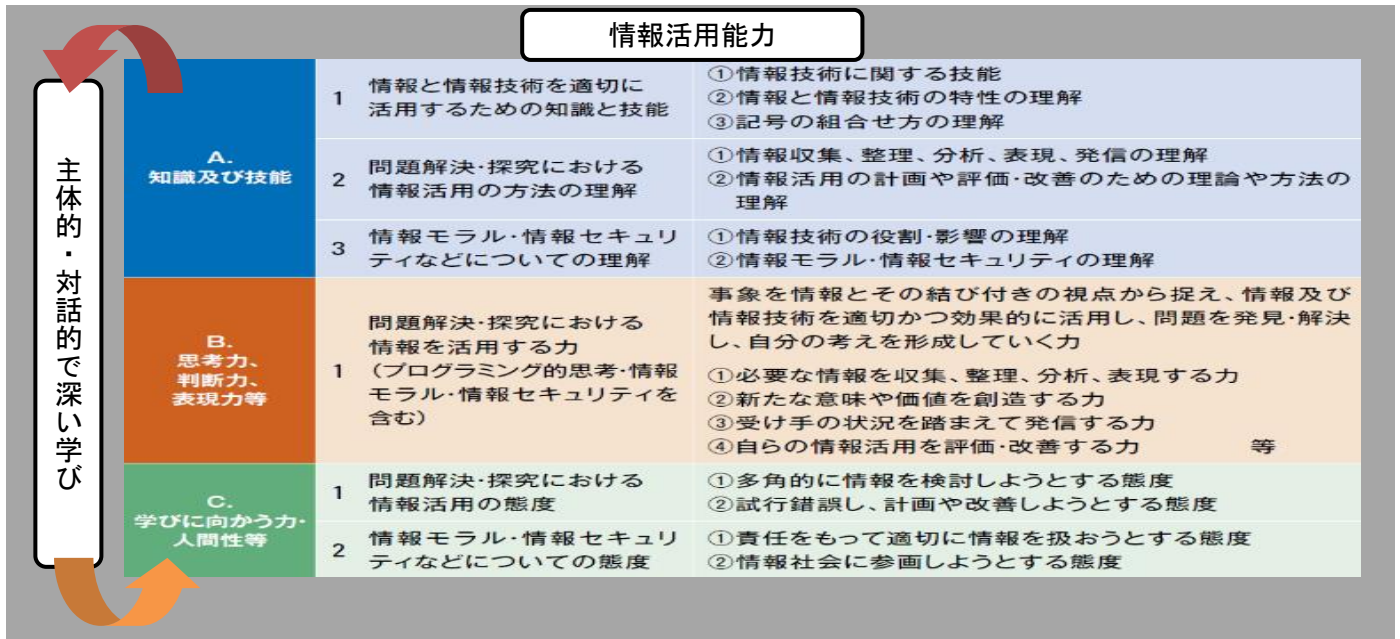 情報活用能力
主体的・対話的で深い学び
A.
知識及び技能
1
情報と情報技術を適切に
活用するための知識と技能
①情報技術に関する技能
②情報と情報技術の特性の理解
③記号の組合せ方の理解
2
問題解決・探究における
情報活用の方法の理解
①情報収集、整理、分析、表現、発信の理解
②情報活用の計画や評価・改善のための理論や方法の
理解
3
情報モラル・情報セキュリ
ティなどについての理解
①情報技術の役割・影響の理解
②情報モラル・情報セキュリティの理解
B.
思考力、
判断力、
表現力等
1
問題解決・探究における
情報を活用する力
（プログラミング的思考・情報
モラル・情報セキュリティを
含む）
事象を情報とその結び付きの視点から捉え、情報及び
情報技術を適切かつ効果的に活用し、問題を発見・解決
し、自分の考えを形成していく力
①必要な情報を収集、整理、分析、表現する力
②新たな意味や価値を創造する力
③受け手の状況を踏まえて発信する力
④自らの情報活用を評価・改善する力 等
C.
学びに向かう力・
人間性等
1
問題解決・探究における
情報活用の態度
①多角的に情報を検討しようとする態度
②試行錯誤し、計画や改善しようとする態度
2
情報モラル・情報セキュリ
ティなどについての態度
①責任をもって適切に情報を扱おうとする態度
②情報社会に参画しようとする態度